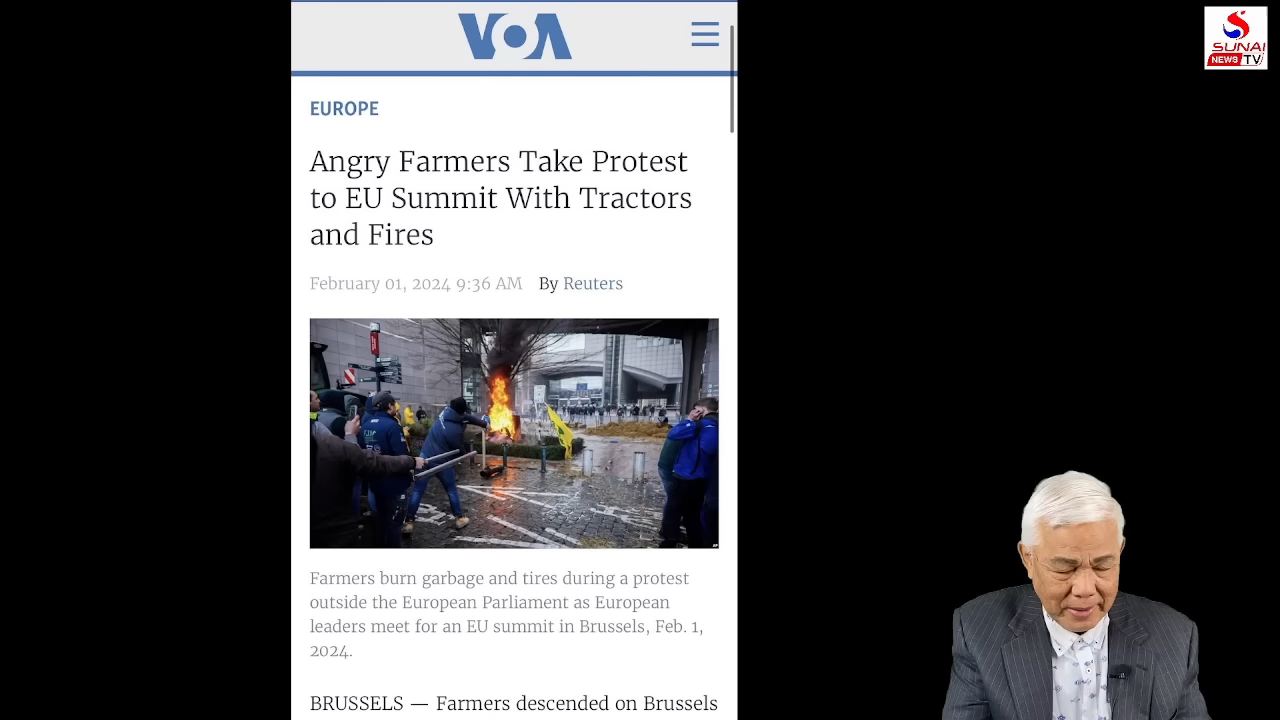 VOA
SUNAI
NEWS TV
EUROPE
Angry Farmers Take Protest
to EU Summit With Tractors
and Fires
February 01, 2024 9:36 AM By Reuters
Farmers burn garbage and tires during a protest
outside the European Parliament as European
leaders meet for an EU summit in Brussels, Feb. 1,
2024.
BRUSSELS — Farmers descended on Brussels